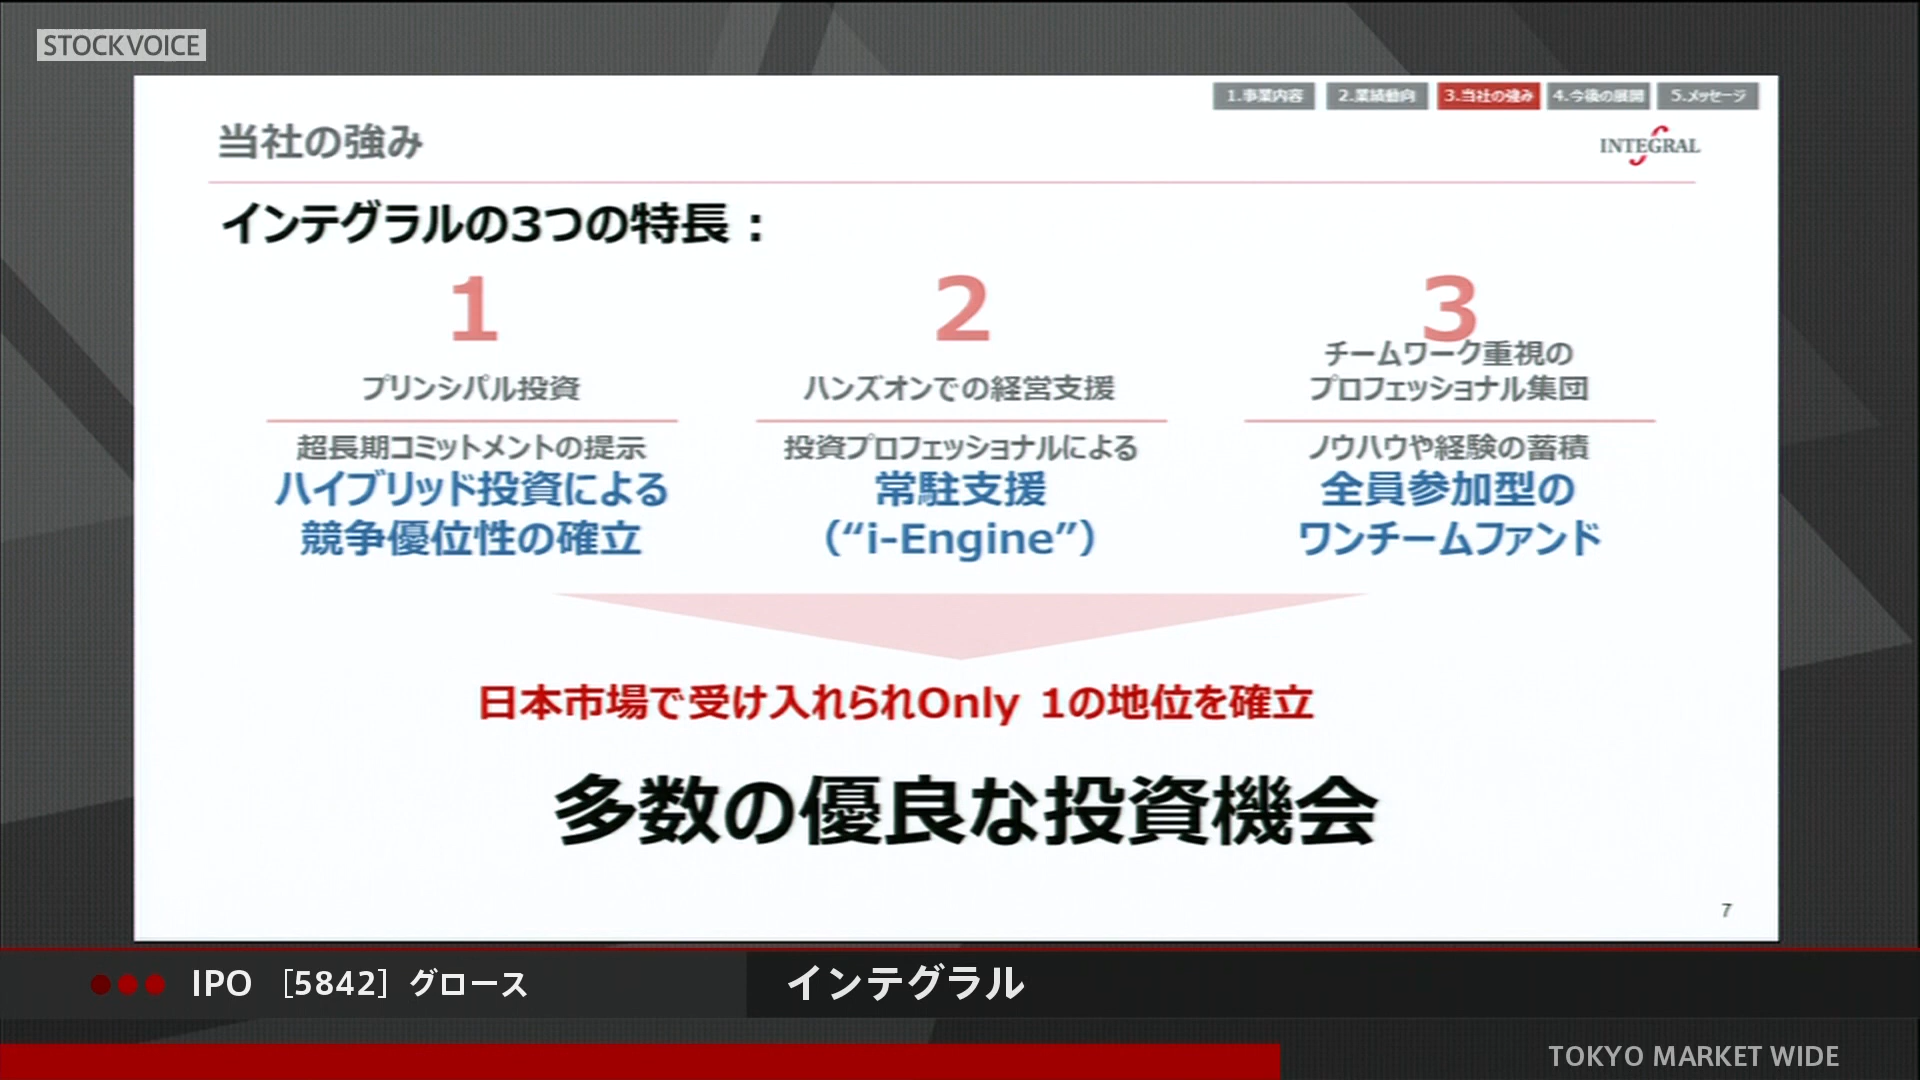 STOCKVOICE
1.事業内容
2.業績動向
3.当社の強み
4.今後の展開
5.メッセージ
当社の強み
INTEGRAL
インテグラルの3つの特長：
1
プリンシパル投資
超長期コミットメントの提示
ハイブリッド投資による
競争優位性の確立
2
ハンズオンでの経営支援
投資プロフェッショナルによる
常駐支援
（“i-Engine”）
3
チームワーク重視の
プロフェッショナル集団
ノウハウや経験の蓄積
全員参加型の
ワンチームファンド
日本市場で受け入れられOnly 1の地位を確立
多数の優良な投資機会
7
IPO［5842］グロース
インテグラル
TOKYO MARKET WIDE